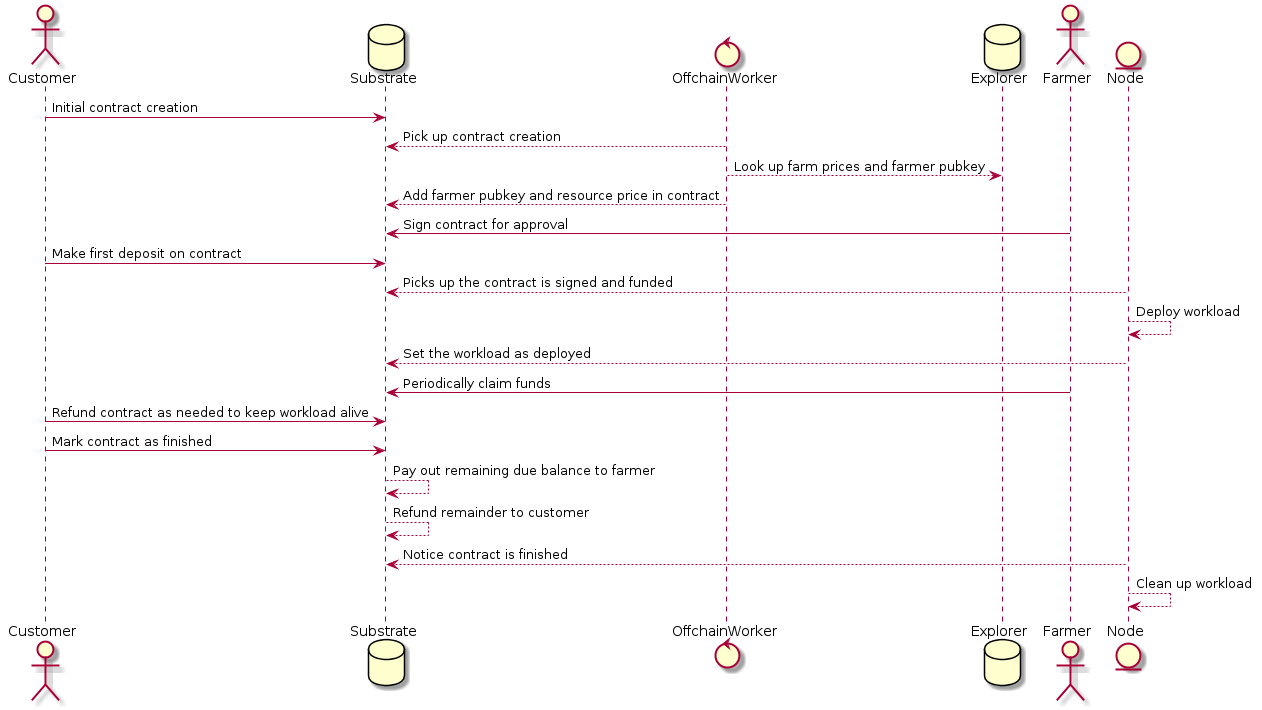 Customer
Substrate
OffchainWorker
Explorer
Farmer
Node
Initial contract creation
Pick up contract creation
Look up farm prices and farmer pubkey
Add farmer pubkey and resource price in contract
Sign contract for approval
Make first deposit on contract
Picks up the contract is signed and funded
Deploy workload
Set the workload as deployed
Periodically claim funds
Refund contract as needed to keep workload alive
Mark contract as finished
Pay out remaining due balance to farmer
Refund remainder to customer
Notice contract is finished
Clean up workload
Customer
Substrate
OffchainWorker
Explorer
Farmer
Node